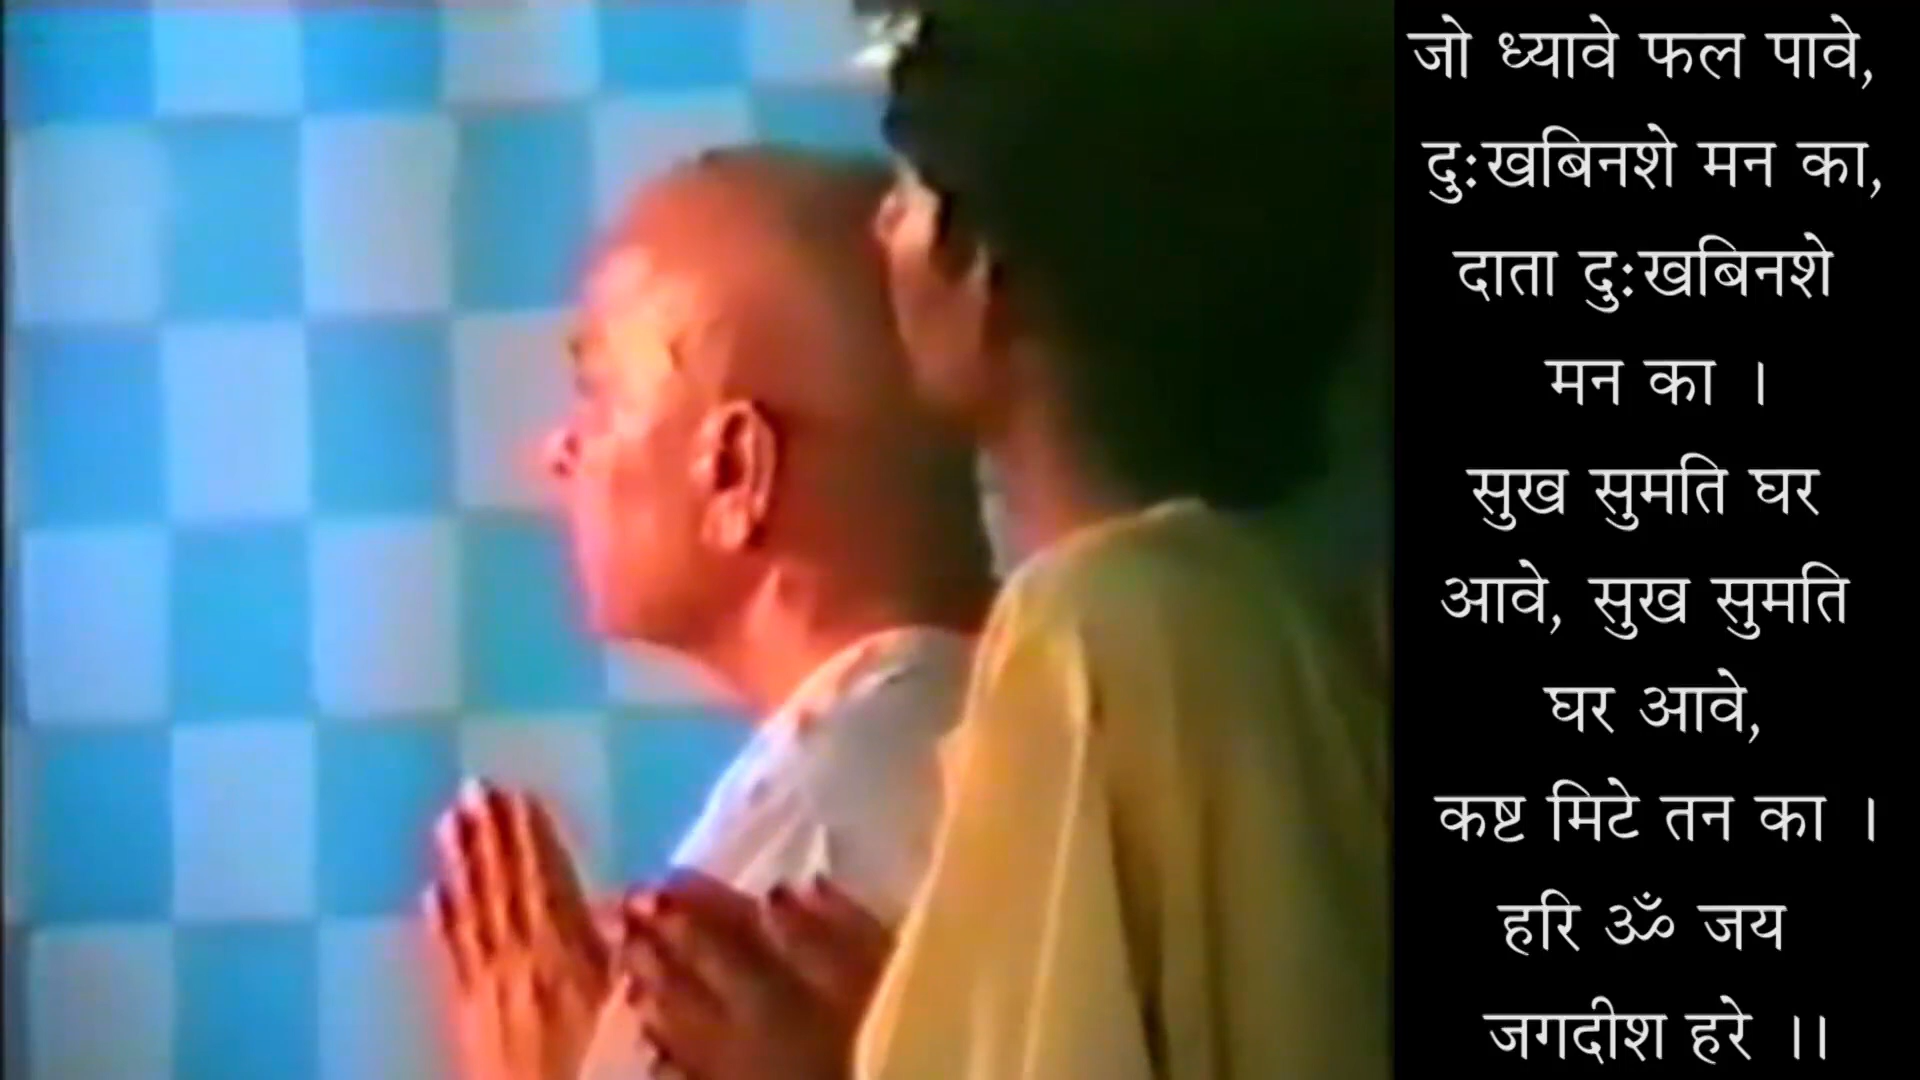 जो ध्यावे फल पावे,
दुःखबिनशे मन का,
दाता दुःखबिनशे
मन का ।
सुख सुमति घर
आवे, सुख सुमति
घर आवे,
कष्ट मिटे तन का ।
हरि ॐ जय
जगदीश हरे ।।